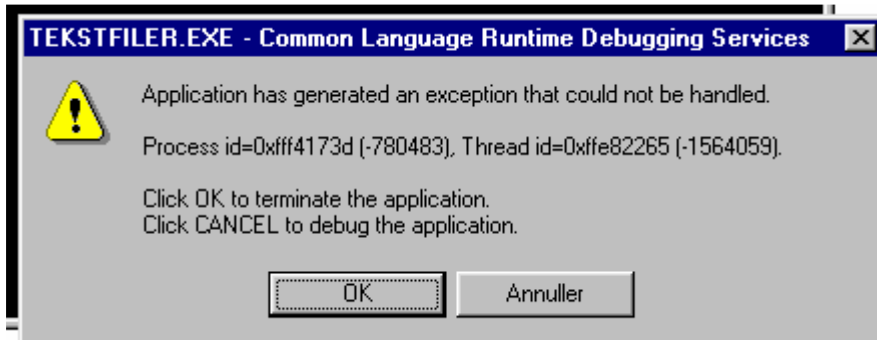 TEKSTFILER.EXE - Common Language Runtime Debugging Services
Application has generated an exception that could not be handled.
Process id=0xfff4173d (-780483), Thread id=0xffe82265 (-1564059).
Click OK to terminate the application.
Click CANCEL to debug the application.
OK
Annuller